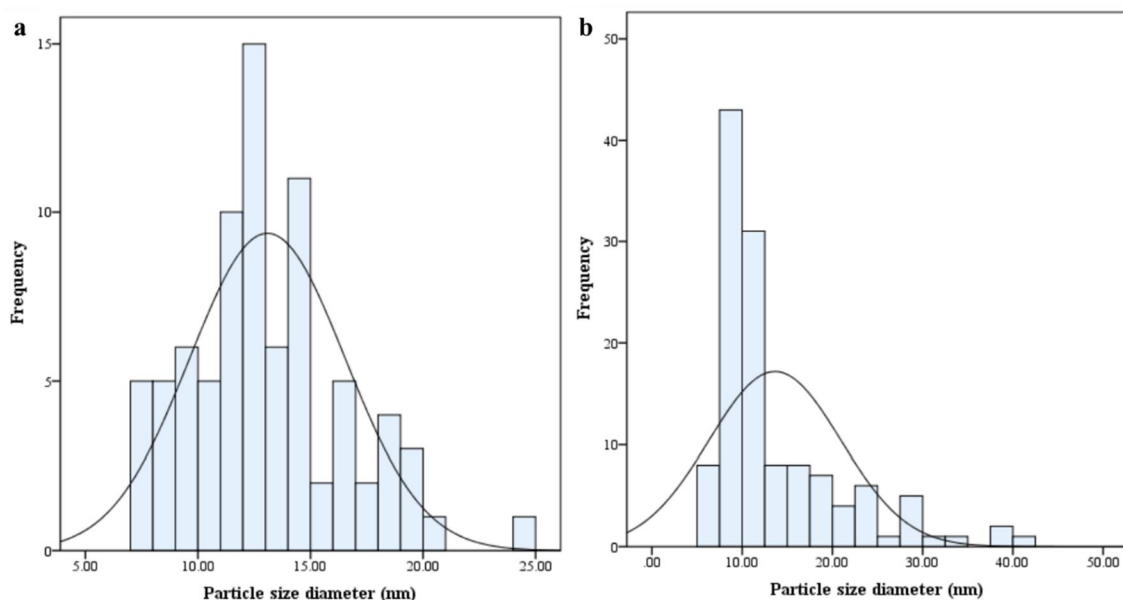 a
15
10
5
0
Frequency
5.00 10.00 15.00 20.00 25.00
Particle size diameter (nm)
b
50
40
30
20
10
0
Frequency
.00 10.00 20.00 30.00 40.00 50.00
Particle size diameter (nm)